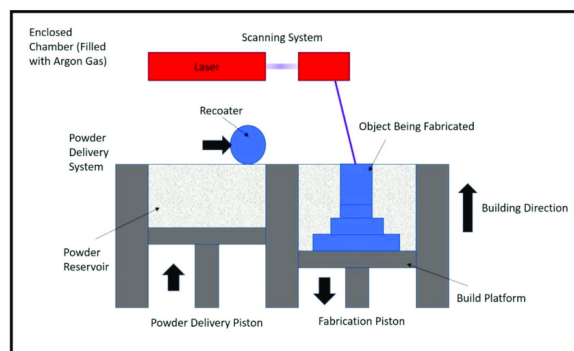 Enclosed
Chamber (Filled
with Argon Gas)
Scanning System
Laser
Recoater
Object Being Fabricated
Powder
Delivery
System
Building Direction
Powder
Reservoir
Build Platform
Powder Delivery Piston
Fabrication Piston